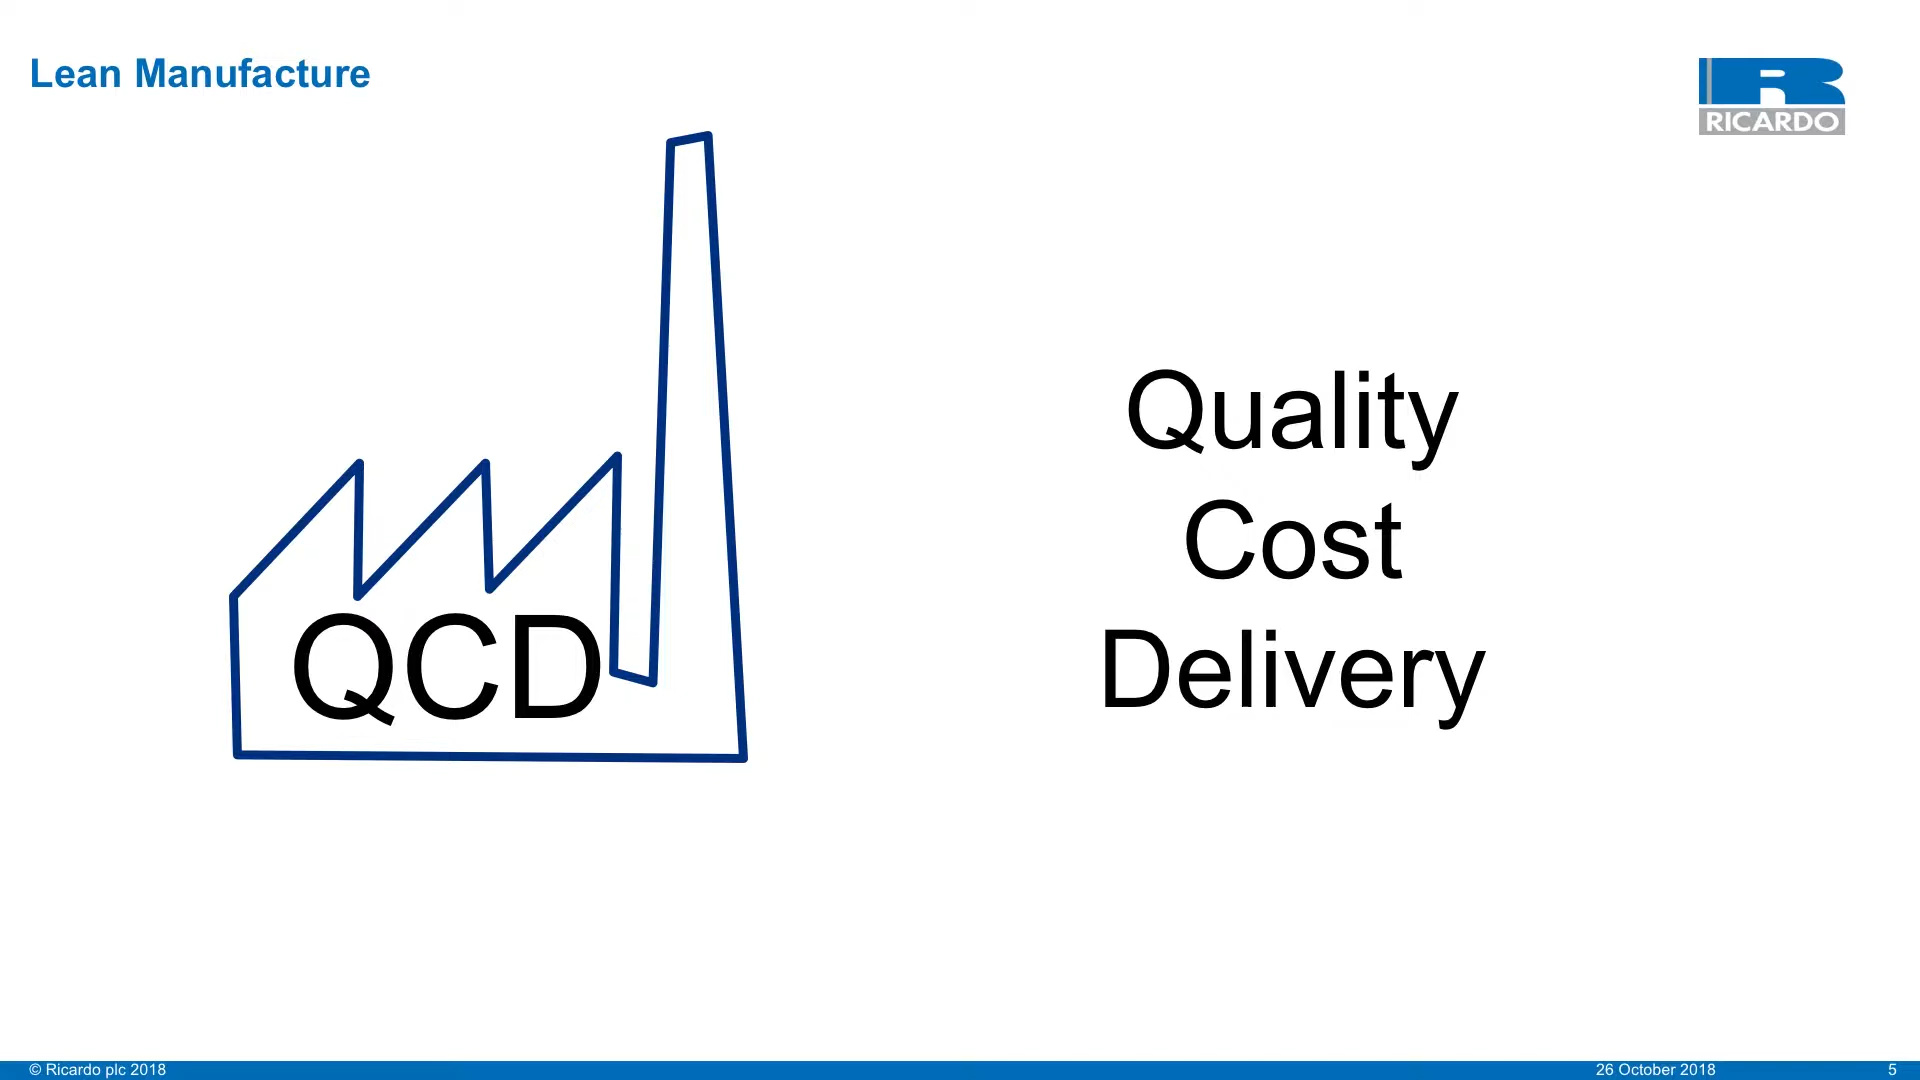 Lean Manufacture
RICARDO
QCD
Quality
Cost
Delivery
© Ricardo plc 2018
26 October 2018
5